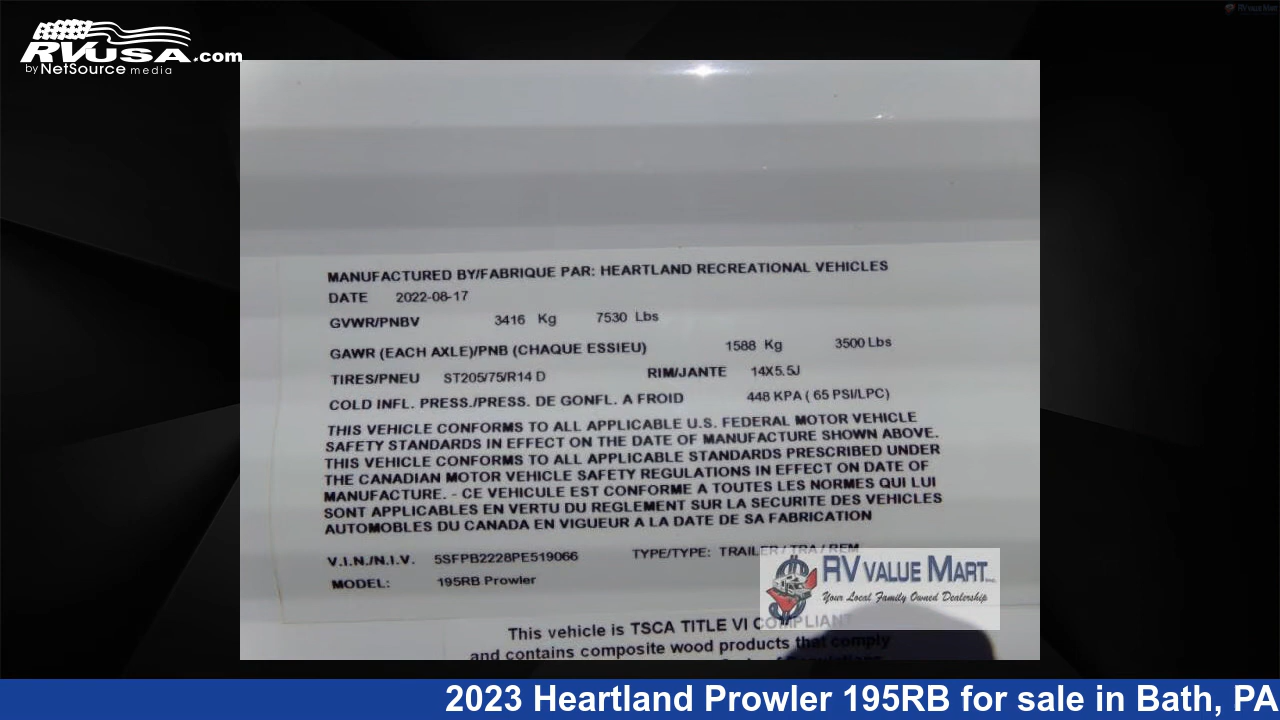 RV Value Mart
RVUSA.com
by NetSource media
MANUFACTURED BY/FABRIQUE PAR: HEARTLAND RECREATIONAL VEHICLES
DATE 2022-08-17
GVWR/PNBV 3416 Kg 7530 Lbs
GAWR (EACH AXLE)/PNB (CHAQUE ESSIEU) 1588 Kg 3500 Lbs
TIRES/PNEU ST205/75/R14 D RIM/JANTE 14X5.5J
COLD INFL. PRESS./PRESS. DE GONFL. A FROID 448 KPA ( 65 PSI/LPC)
THIS VEHICLE CONFORMS TO ALL APPLICABLE U.S. FEDERAL MOTOR VEHICLE
SAFETY STANDARDS IN EFFECT ON THE DATE OF MANUFACTURE SHOWN ABOVE.
THIS VEHICLE CONFORMS TO ALL APPLICABLE STANDARDS PRESCRIBED UNDER
THE CANADIAN MOTOR VEHICLE SAFETY REGULATIONS IN EFFECT ON DATE OF
MANUFACTURE. - CE VEHICULE EST CONFORME A TOUTES LES NORMES QUI LUI
SONT APPLICABLES EN VERTU DU REGLEMENT SUR LA SECURITE DES VEHICLES
AUTOMOBLES DU CANADA EN VIGUEUR A LA DATE DE SA FABRICATION
V.I.N./N.I.V. 5SFPB2228PE519066 TYPE/TYPE: TRAILER / TRA / REM
MODEL: 195RB Prowler
RV VALUE MART Inc.
Your Local Family Owned Dealership
This vehicle is TSCA TITLE VI COMPLIANT
and contains composite wood products that comply
2023 Heartland Prowler 195RB for sale in Bath, PA